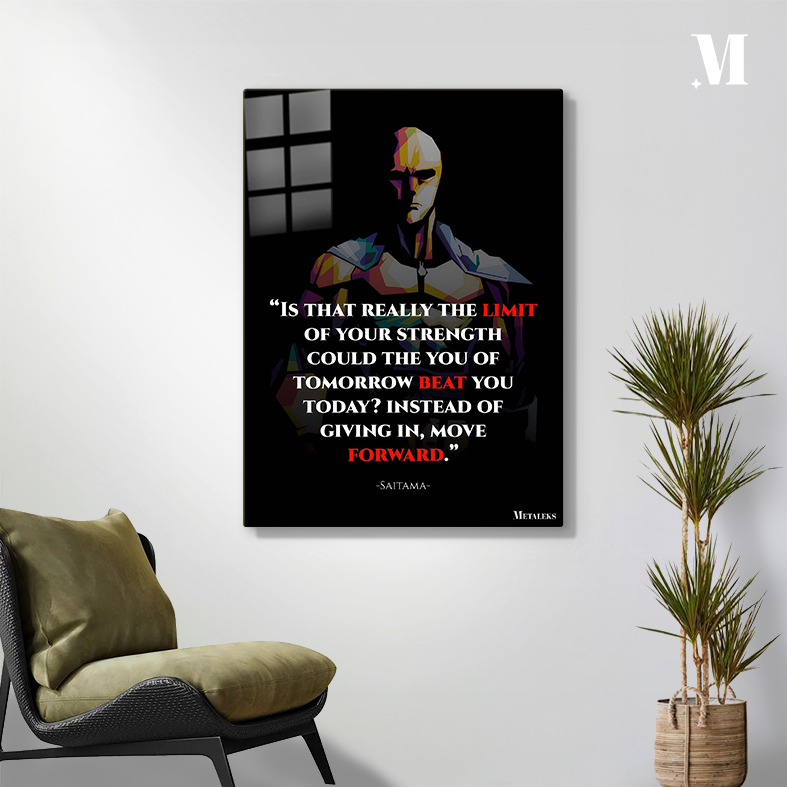 M
“Is that really the limit
of your strength
could the you of
tomorrow beat you
today? instead of
giving in, move
forward.”
-Saitama-
Metaleks